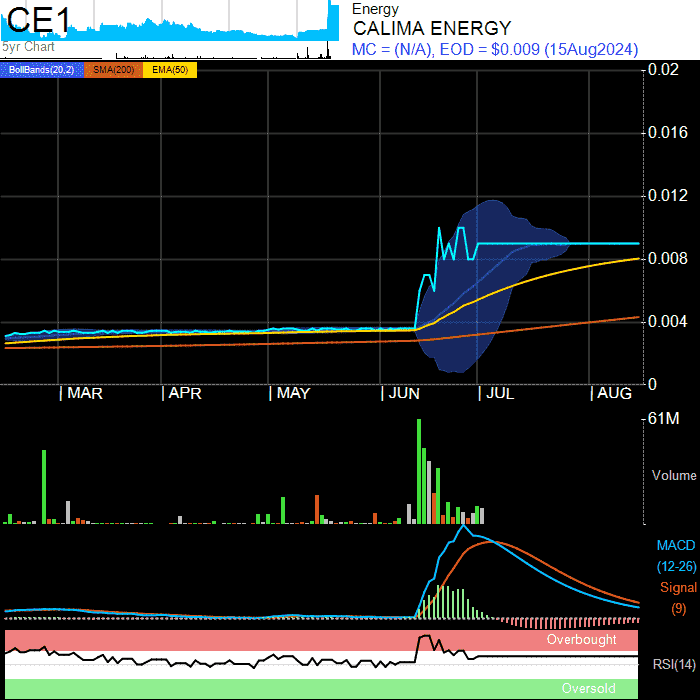 CE1
5yr Chart
Energy
CALIMA ENERGY
MC = (N/A), EOD = $0.009 (15Aug2024)
BollBands(20,2) SMA(200) EMA(50)
0.02
0.016
0.012
0.008
0.004
0
MAR APR MAY JUN JUL AUG
61M
Volume
MACD
(12-26)
Signal
(9)
Overbought
RSI(14)
Oversold